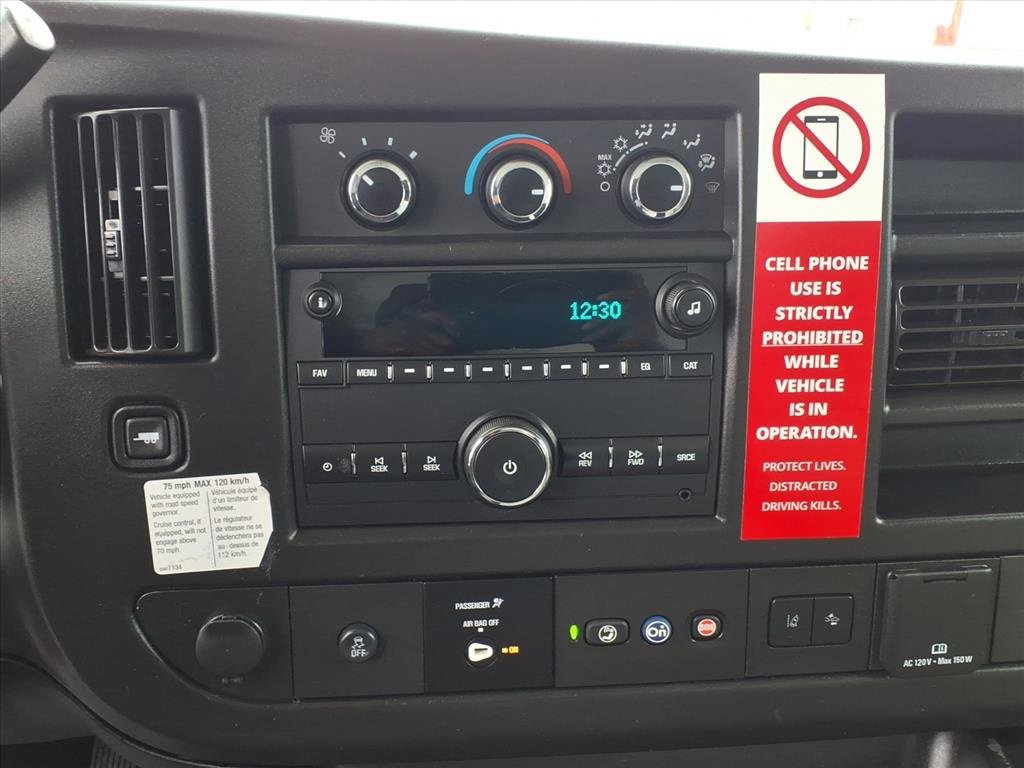 MAX
12:30
FAV
MENU
EQ
CAT
SEEK
SEEK
REV
FWD
SRCE
CELL PHONE
USE IS
STRICTLY
PROHIBITED
WHILE
VEHICLE
IS IN
OPERATION.
PROTECT LIVES.
DISTRACTED
DRIVING KILLS.
75 mph MAX 120 km/h
Vehicle equipped
with road speed
governor.
Cruise control, if
equipped, will not
engage above
70 mph.
Véhicule équipé
d'un limiteur de
vitesse.
Le régulateur
de vitesse ne se
déclenchera pas
au-dessus de
112 km/h.
OFF
PASSENGER
AIR BAG OFF
ON
On
SOS
AC 120 V - Max 150 W